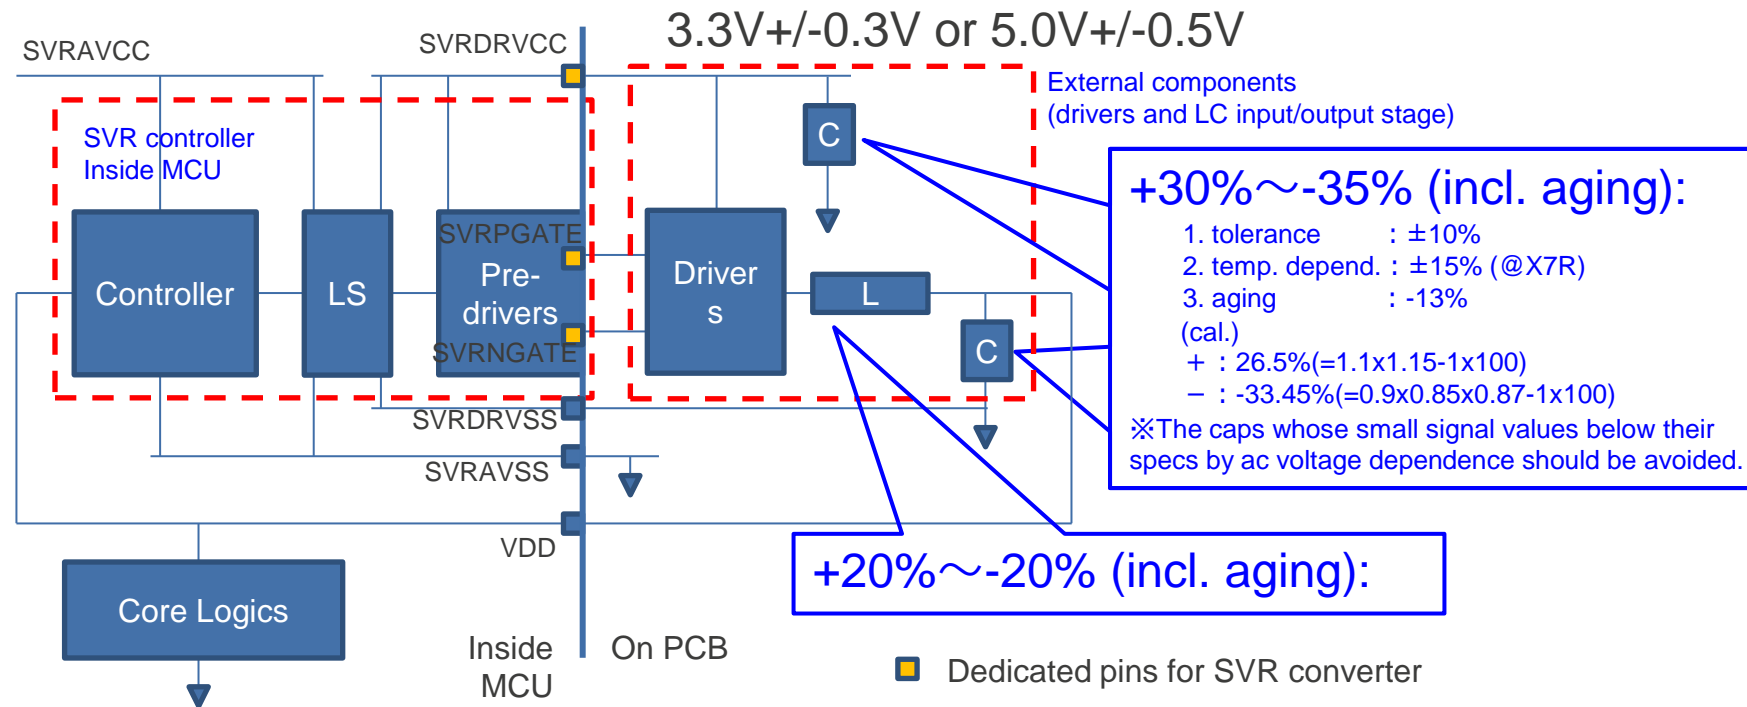 3.3V+/-0.3V or 5.0V+/-0.5V
SVRAVCC
SVRDRVCC
External components
(drivers and LC input/output stage)
SVR controller
Inside MCU
C
+30%～-35% (incl. aging):
1. tolerance : ±10%
2. temp. depend. : ±15% (@X7R)
3. aging : -13%
(cal.)
+ : 26.5%(=1.1x1.15-1x100)
− : -33.45%(=0.9x0.85x0.87-1x100)
※The caps whose small signal values below their
specs by ac voltage dependence should be avoided.
Controller
LS
SVRPGATE
Pre-
drivers
SVRNGATE
Driver
s
L
C
SVRDRVSS
SVRAVSS
VDD
+20%～-20% (incl. aging):
Core Logics
Inside
MCU
On PCB
Dedicated pins for SVR converter